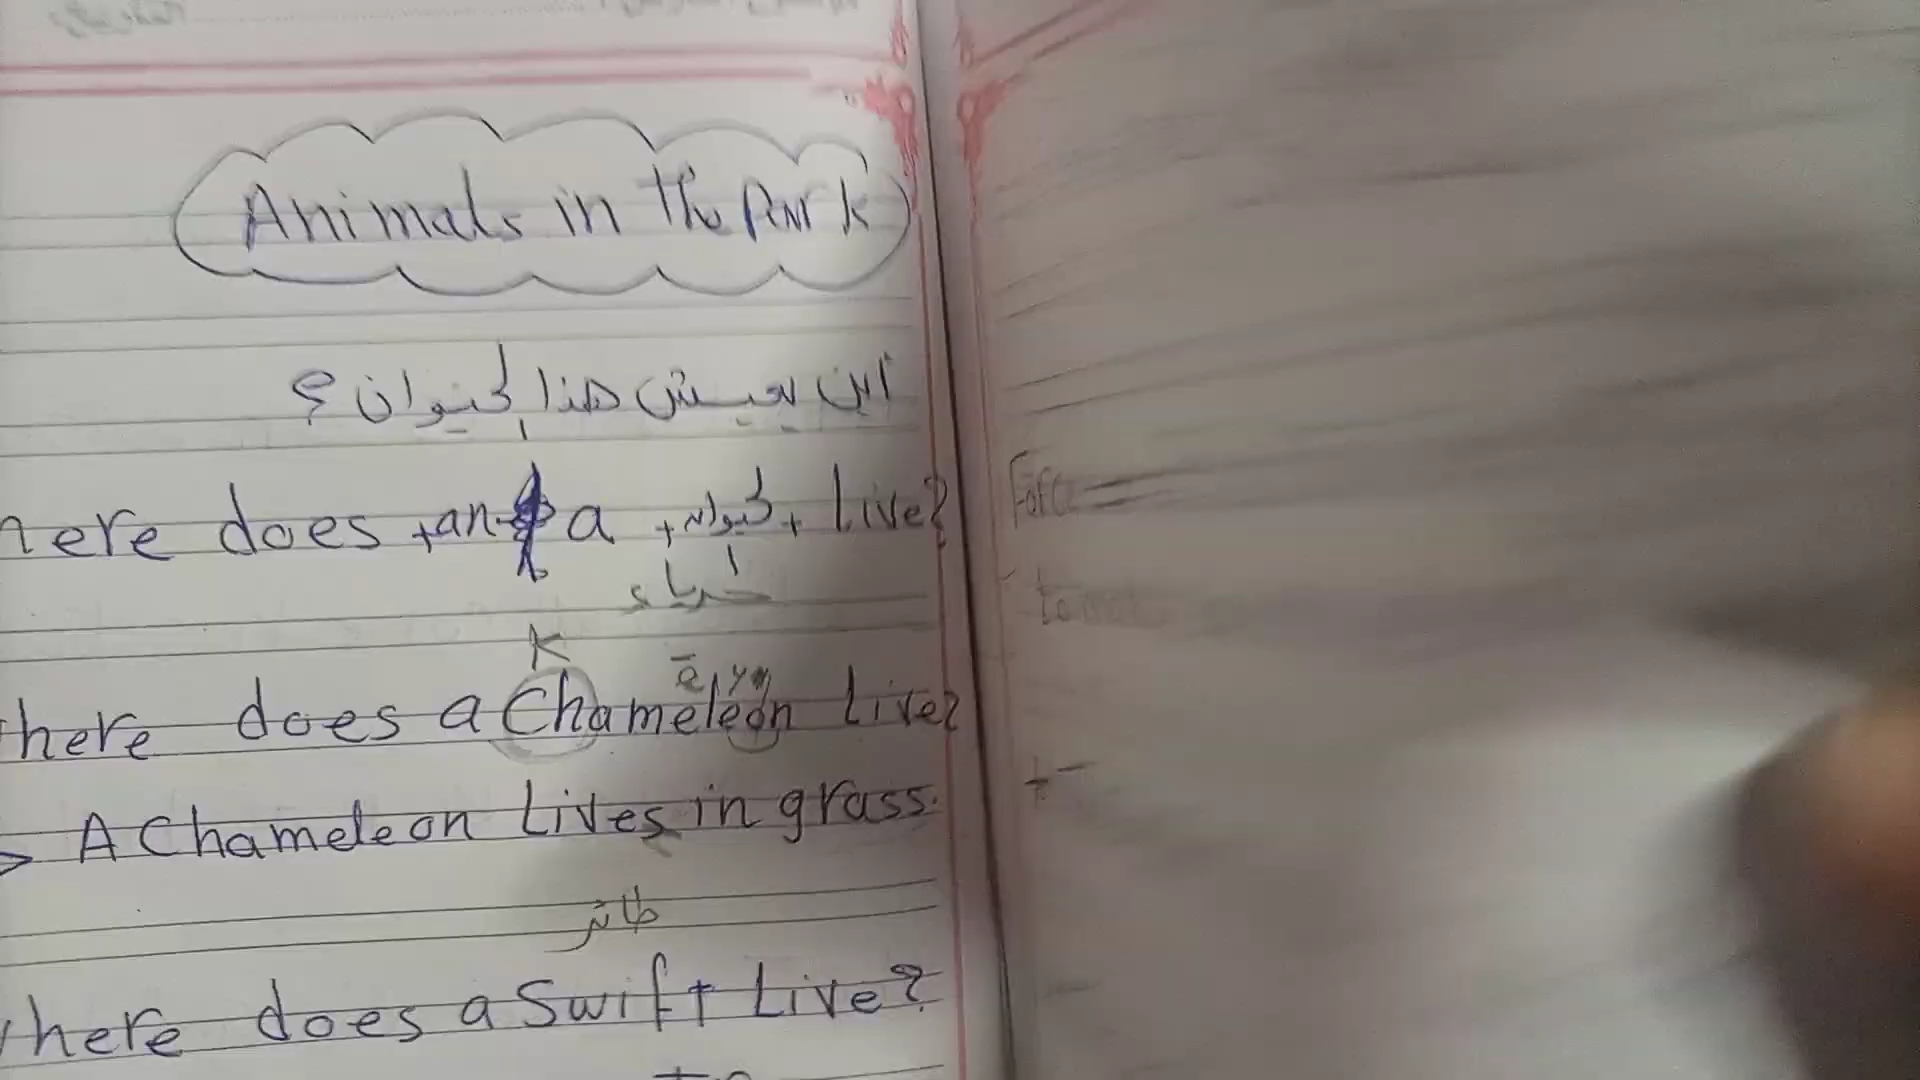 Animals in the Park
اين يعيش هذا الحيوان؟
here does + an a + الحيوان + Live?
حرباء
K
here does a Chameleon Live?
> A Chameleon Lives in grass.
طائر
here does a Swift Live?